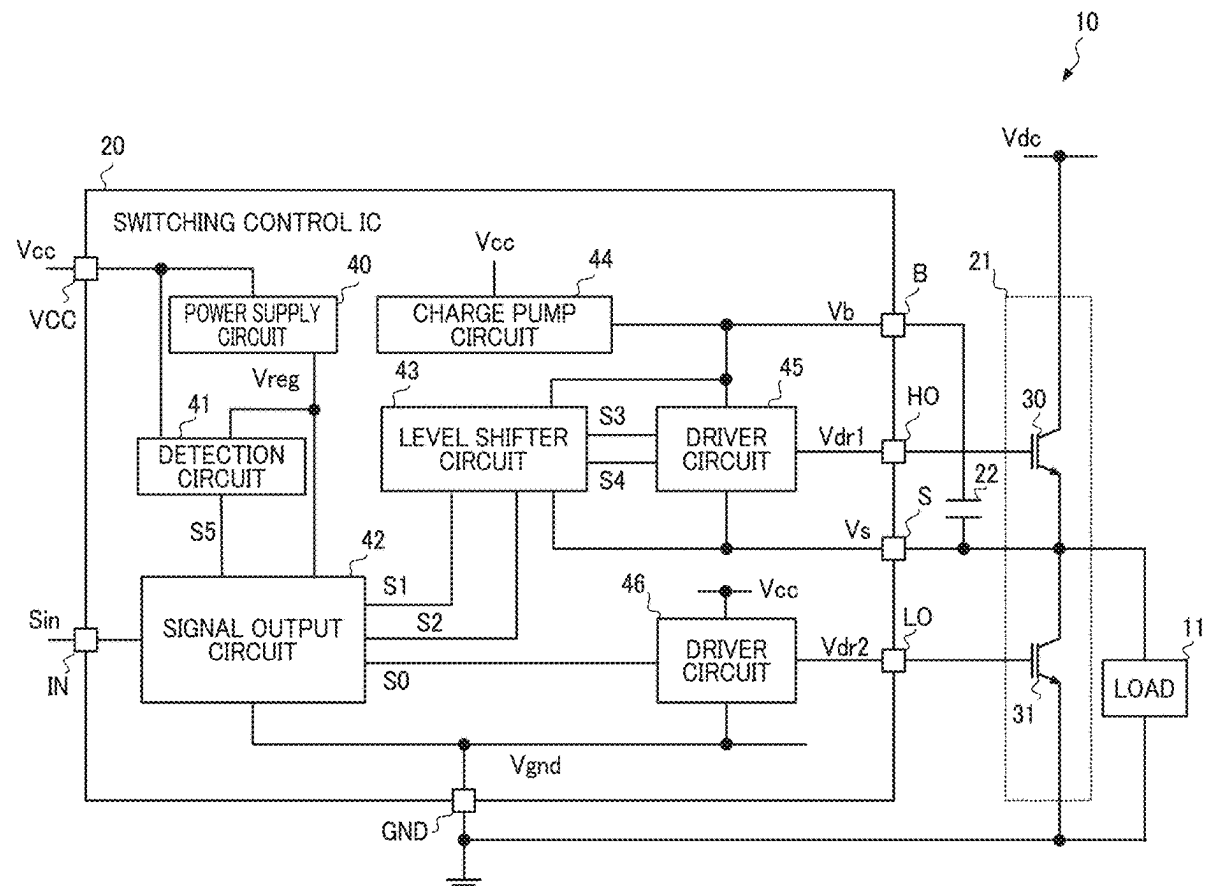 10
Vdc
20
SWITCHING CONTROL IC
Vcc
VCC
40
POWER SUPPLY
CIRCUIT
Vcc
44
CHARGE PUMP
CIRCUIT
B
21
Vb
Vreg
41
DETECTION
CIRCUIT
43
LEVEL SHIFTER
CIRCUIT
S3
S4
45
DRIVER
CIRCUIT
Vdr1
HO
30
22
S5
S
Vs
42
SIGNAL OUTPUT
CIRCUIT
Sin
IN
S1
S2
S0
46
Vcc
DRIVER
CIRCUIT
Vdr2
LO
31
11
LOAD
Vgnd
GND